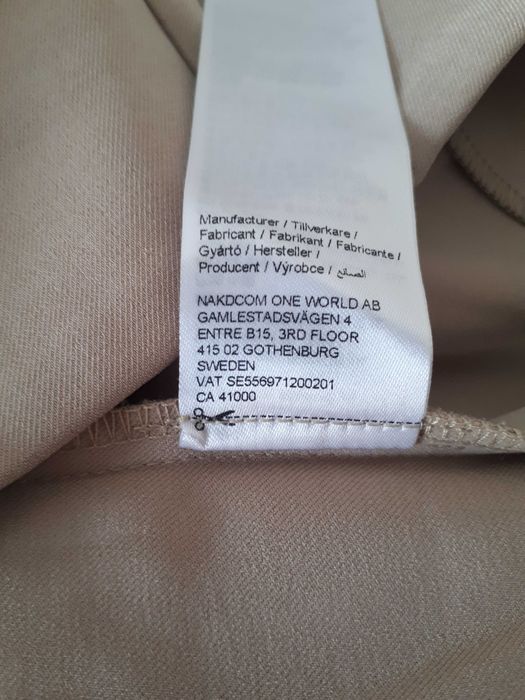 Manufacturer / Tillverkare /
Fabricant / Fabrikant / Fabricante /
Gyártó / Hersteller /
Producent / Výrobce / الصانع
NAKDCOM ONE WORLD AB
GAMLESTADSVÄGEN 4
ENTRE B15, 3RD FLOOR
415 02 GOTHENBURG
SWEDEN
VAT SE556971200201
CA 41000